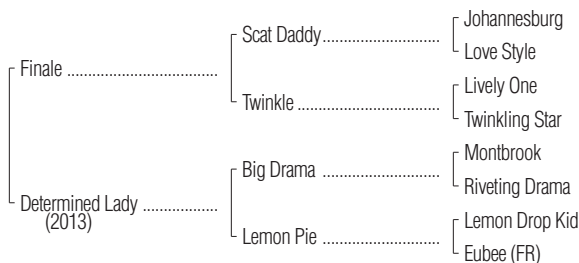 Johannesburg
Scat Daddy
Love Style
Finale
Lively One
Twinkle
Twinkling Star
Montbrook
Big Drama
Riveting Drama
Determined Lady
(2013)
Lemon Drop Kid
Lemon Pie
Eubee (FR)